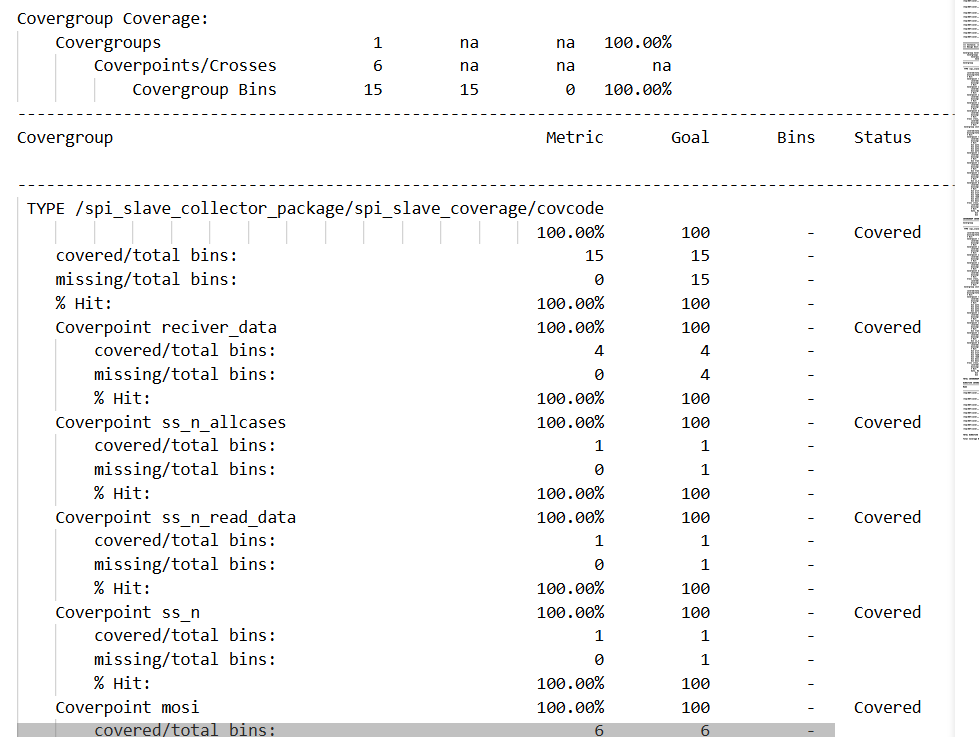 Covergroup Coverage:
Covergroups 1 na na 100.00%
Coverpoints/Crosses 6 na na na
Covergroup Bins 15 15 0 100.00%
----------------------------------------------------------------------------------------------------
Covergroup Metric Goal Bins Status
----------------------------------------------------------------------------------------------------
TYPE /spi_slave_collector_package/spi_slave_coverage/covcode
100.00% 100 - Covered
covered/total bins: 15 15 -
missing/total bins: 0 15 -
% Hit: 100.00% 100 -
Coverpoint reciver_data 100.00% 100 - Covered
covered/total bins: 4 4 -
missing/total bins: 0 4 -
% Hit: 100.00% 100 -
Coverpoint ss_n_allcases 100.00% 100 - Covered
covered/total bins: 1 1 -
missing/total bins: 0 1 -
% Hit: 100.00% 100 -
Coverpoint ss_n_read_data 100.00% 100 - Covered
covered/total bins: 1 1 -
missing/total bins: 0 1 -
% Hit: 100.00% 100 -
Coverpoint ss_n 100.00% 100 - Covered
covered/total bins: 1 1 -
missing/total bins: 0 1 -
% Hit: 100.00% 100 -
Coverpoint mosi 100.00% 100 - Covered
covered/total bins: 6 6 -